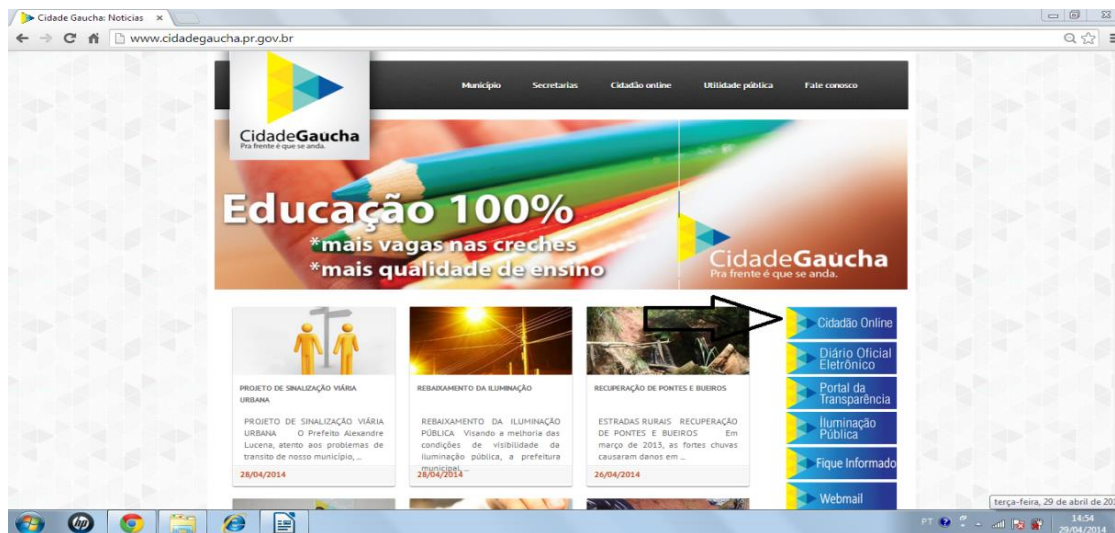 Cidade Gaucha: Noticias
www.cidadegaucha.pr.gov.br
Município Secretarias Cidadão online Utilidade pública Fale conosco
CidadeGaucha
Pra frente é que se anda.
Educação 100%
*mais vagas nas creches
*mais qualidade de ensino
CidadeGaucha
Pra frente é que se anda.
PROJETO DE SINALIZAÇÃO VIÁRIA
URBANA
PROJETO DE SINALIZAÇÃO VIÁRIA
URBANA O Prefeito Alexandre
Lucena, atento aos problemas de
transito de nosso município, ...
28/04/2014
REBAIXAMENTO DA ILUMINAÇÃO
REBAIXAMENTO DA ILUMINAÇÃO
PÚBLICA Visando a melhoria das
condições de visibilidade da
iluminação pública, a prefeitura
municipal, ...
28/04/2014
RECUPERAÇÃO DE PONTES E BUEIROS
ESTRADAS RURAIS RECUPERAÇÃO
DE PONTES E BUEIROS Em
março de 2013, as fortes chuvas
causaram danos em ...
26/04/2014
Cidadão Online
Diário Oficial
Eletrônico
Portal da
Transparência
Iluminação
Pública
Fique Informado
Webmail
terça-feira, 29 de abril de 201
hp
PT
14:54
29/04/2014